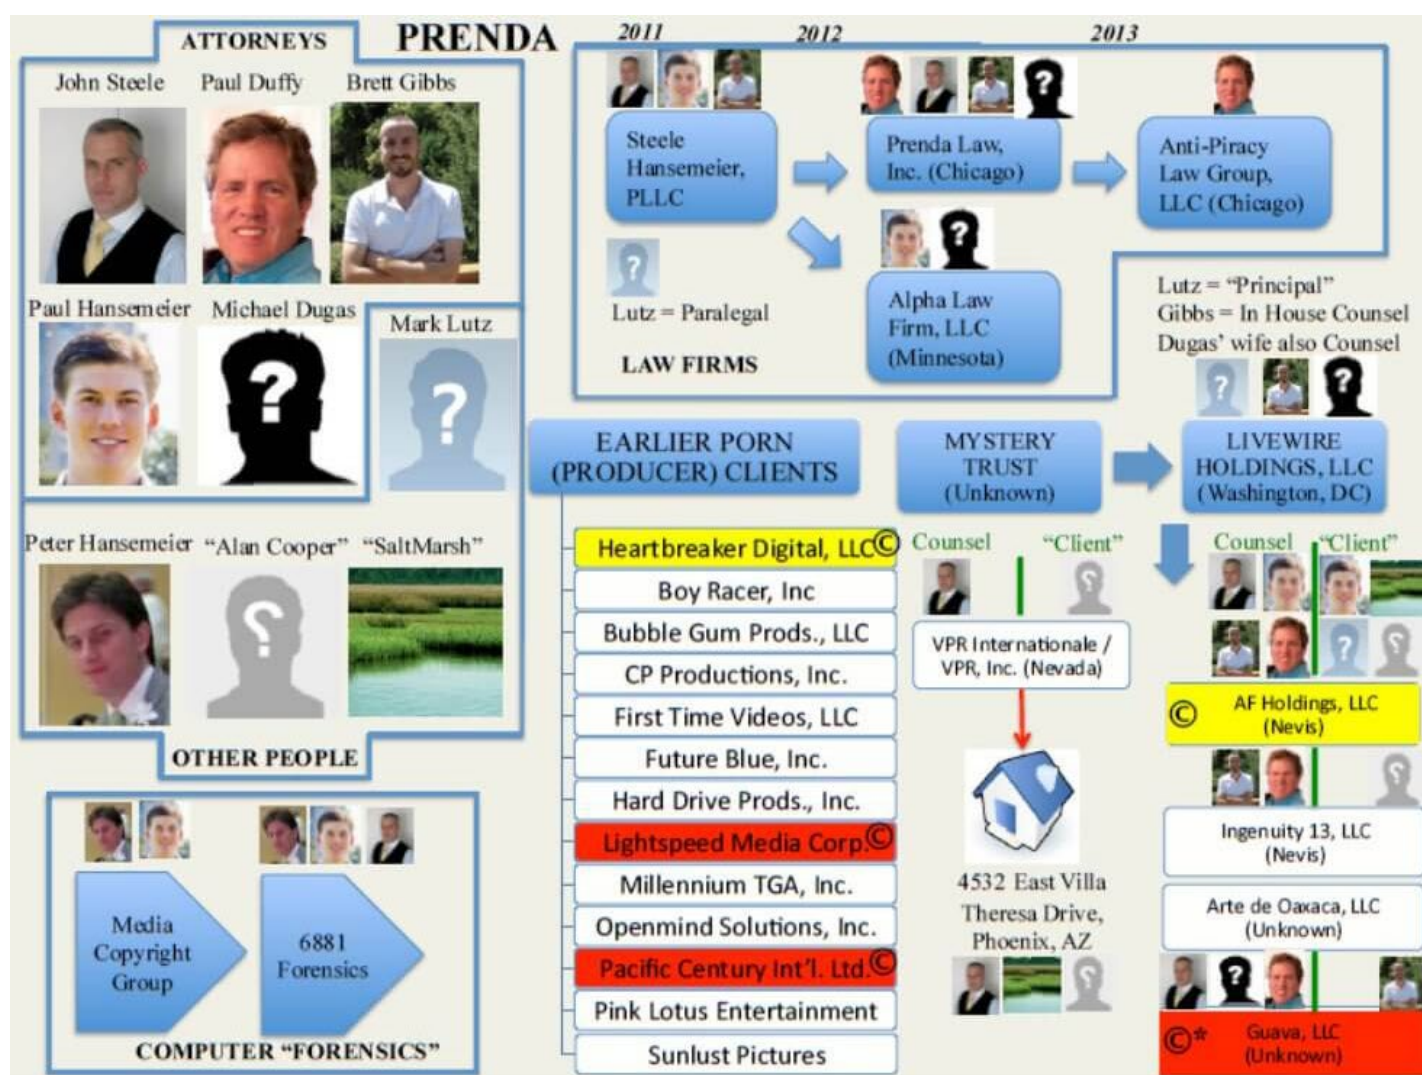 ATTORNEYS
PRENDA
John Steele
Paul Duffy
Brett Gibbs
Paul Hansemeier
Michael Dugas
?
Mark Lutz
?
Peter Hansemeier
"Alan Cooper"
?
"SaltMarsh"
OTHER PEOPLE
Media
Copyright
Group
6881
Forensics
COMPUTER "FORENSICS"
2011
2012
2013
?
Steele
Hansemeier,
PLLC
Prenda Law,
Inc. (Chicago)
Anti-Piracy
Law Group,
LLC (Chicago)
?
Lutz = Paralegal
LAW FIRMS
?
Alpha Law
Firm, LLC
(Minnesota)
Lutz = "Principal"
Gibbs = In House Counsel
Dugas' wife also Counsel
?
?
EARLIER PORN
(PRODUCER) CLIENTS
Heartbreaker Digital, LLC©
Boy Racer, Inc
Bubble Gum Prods., LLC
CP Productions, Inc.
First Time Videos, LLC
Future Blue, Inc.
Hard Drive Prods., Inc.
Lightspeed Media Corp.©
Millennium TGA, Inc.
Openmind Solutions, Inc.
Pacific Century Int'l. Ltd.©
Pink Lotus Entertainment
Sunlust Pictures
MYSTERY
TRUST
(Unknown)
LIVEWIRE
HOLDINGS, LLC
(Washington, DC)
Counsel
"Client"
?
VPR Internationale /
VPR, Inc. (Nevada)
4532 East Villa
Theresa Drive,
Phoenix, AZ
?
Counsel
"Client"
?
?
© AF Holdings, LLC
(Nevis)
?
Ingenuity 13, LLC
(Nevis)
Arte de Oaxaca, LLC
(Unknown)
?
©* Guava, LLC
(Unknown)